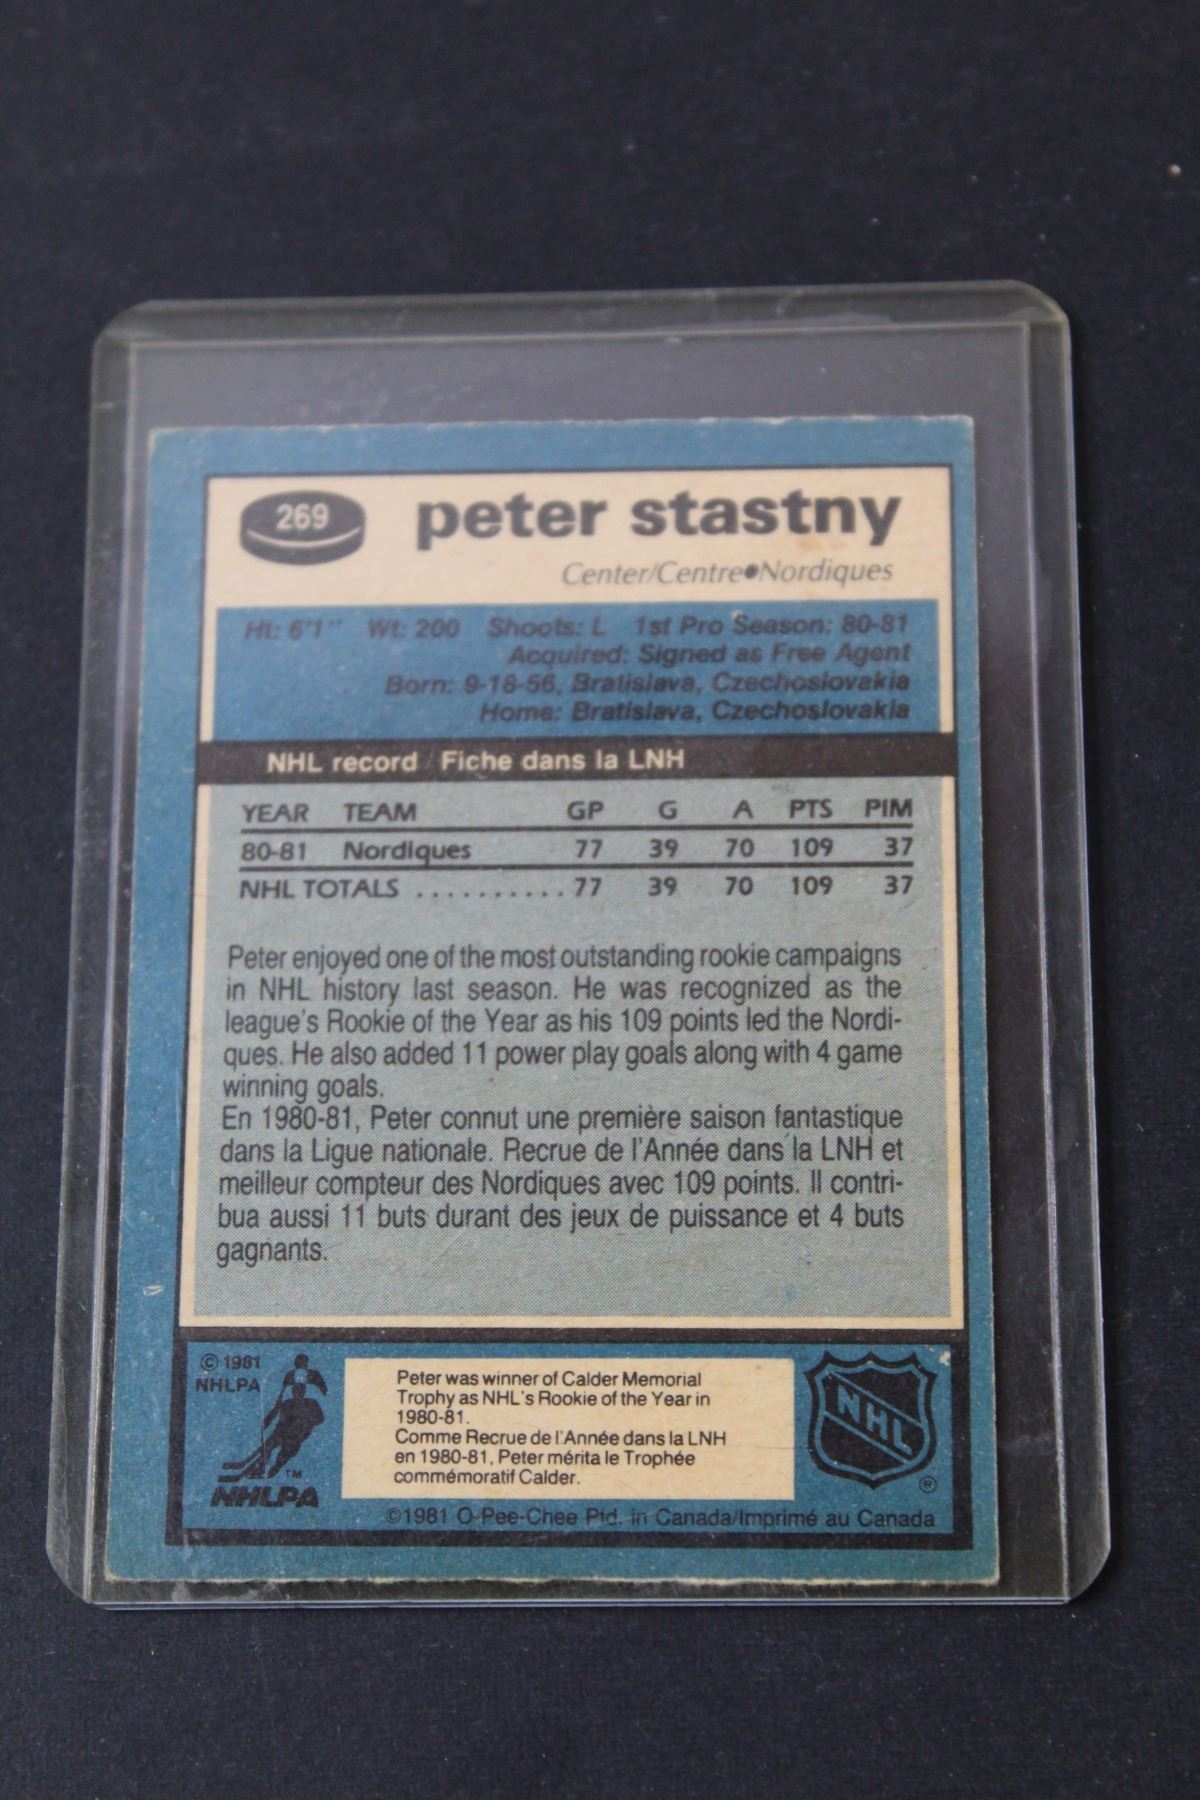 269
peter stastny
Center/Centre●Nordiques
Ht: 6'1" Wt: 200 Shoots: L 1st Pro Season: 80-81
Acquired: Signed as Free Agent
Born: 9-18-56, Bratislava, Czechoslovakia
Home: Bratislava, Czechoslovakia
NHL record / Fiche dans la LNH
YEAR TEAM GP G A PTS PIM
80-81 Nordiques 77 39 70 109 37
NHL TOTALS .......... 77 39 70 109 37
Peter enjoyed one of the most outstanding rookie campaigns
in NHL history last season. He was recognized as the
league's Rookie of the Year as his 109 points led the Nordi-
ques. He also added 11 power play goals along with 4 game
winning goals.
En 1980-81, Peter connut une première saison fantastique
dans la Ligue nationale. Recrue de l'Année dans la LNH et
meilleur compteur des Nordiques avec 109 points. Il contri-
bua aussi 11 buts durant des jeux de puissance et 4 buts
gagnants.
© 1981
NHLPA
TM
NHLPA
Peter was winner of Calder Memorial
Trophy as NHL's Rookie of the Year in
1980-81.
Comme Recrue de l'Année dans la LNH
en 1980-81, Peter mérita le Trophée
commémoratif Calder.
NHL
®
©1981 O-Pee-Chee Ptd. in Canada/Imprimé au Canada